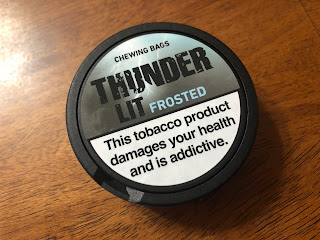 CHEWING BAGS
THUNDER
LIT FROSTED
This tobacco product
damages your health
and is addictive.